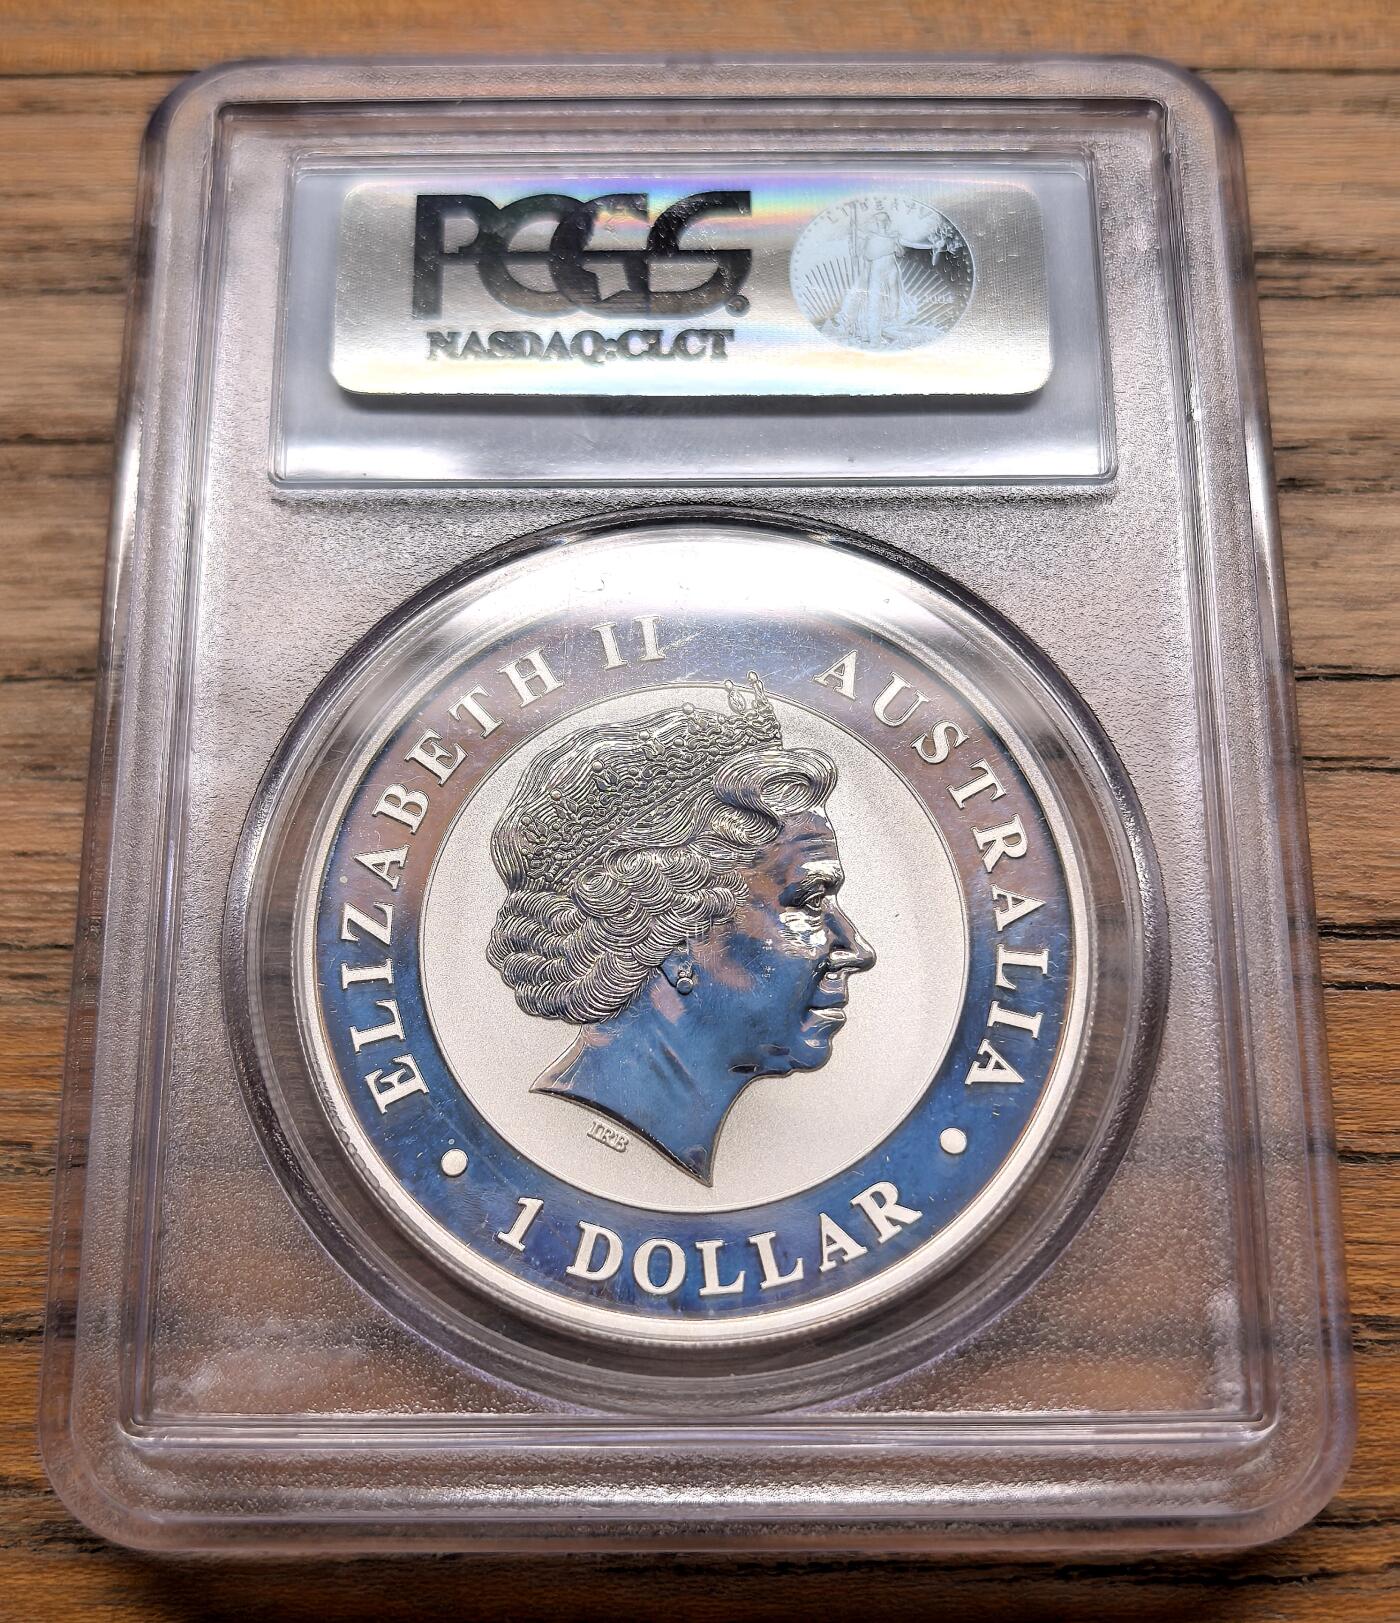 PCGS
NASDAQ:CLCT
LIBERTY
ELIZABETH II AUSTRALIA
IRB
• 1 DOLLAR •